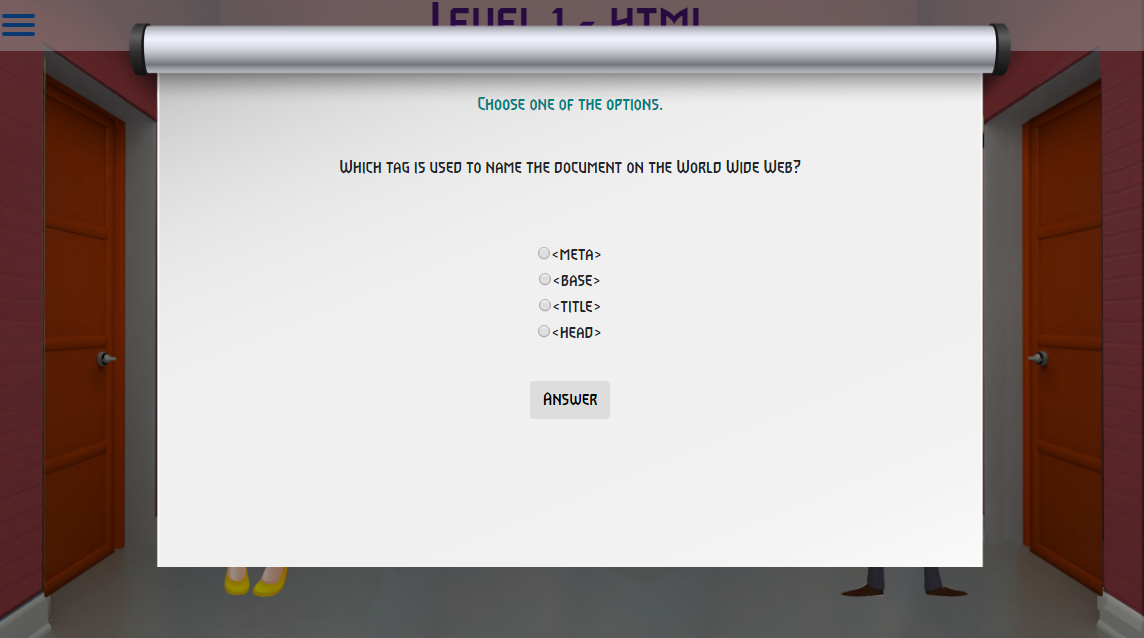 Level 1 - HTML
Choose one of the options.
Which tag is used to name the document on the World Wide Web?
<META>
<BASE>
<TITLE>
<HEAD>
Answer